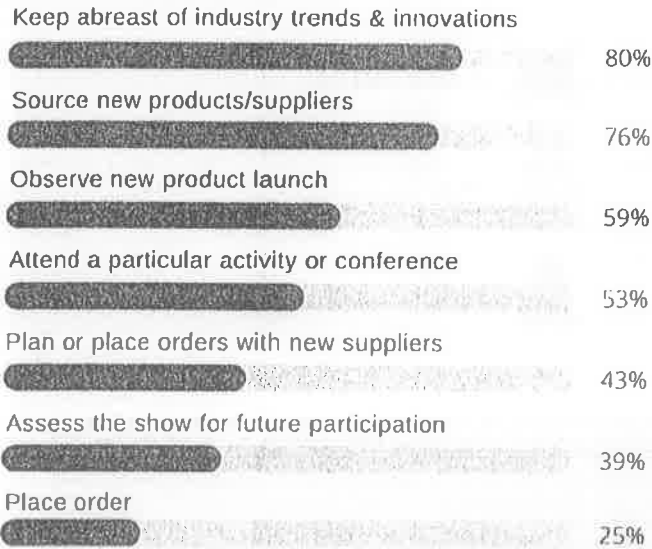 Keep abreast of industry trends & innovations
80%
Source new products/suppliers
76%
Observe new product launch
59%
Attend a particular activity or conference
53%
Plan or place orders with new suppliers
43%
Assess the show for future participation
39%
Place order
25%